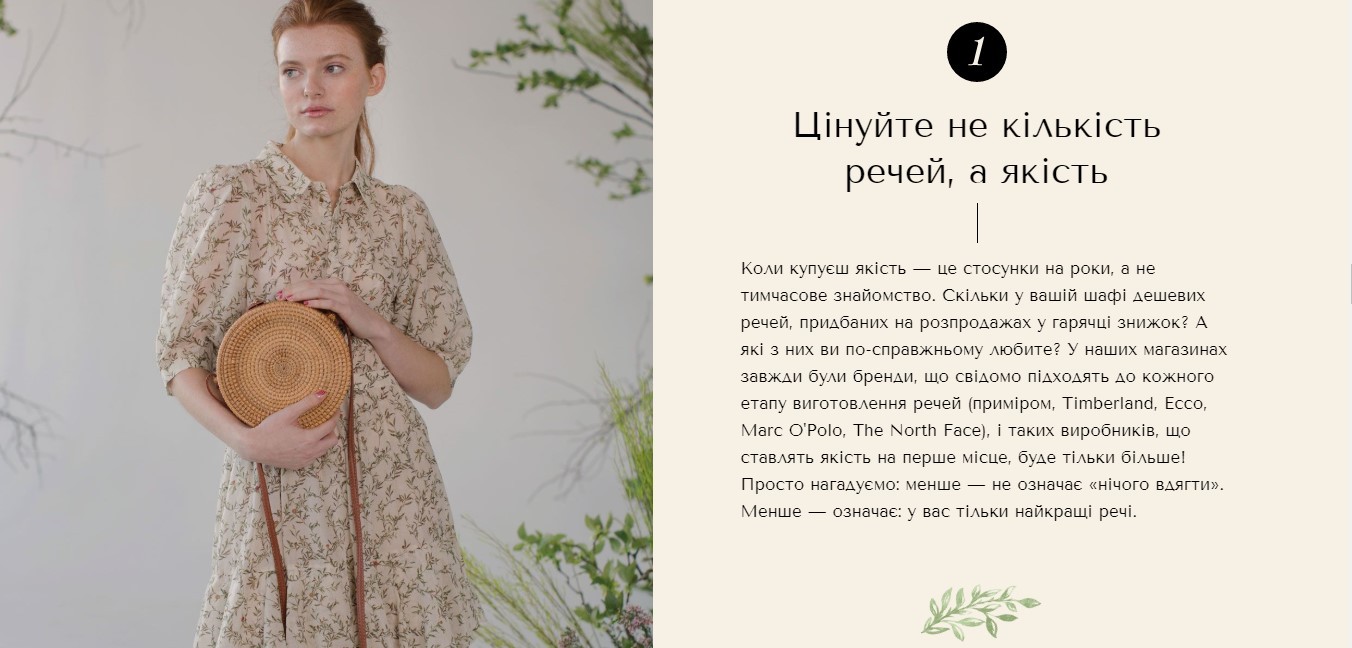 1
Цінуйте не кількість
речей, а якість
Коли купуєш якість — це стосунки на роки, а не
тимчасове знайомство. Скільки у вашій шафі дешевих
речей, придбаних на розпродажах у гарячці знижок? А
які з них ви по-справжньому любите? У наших магазинах
завжди були бренди, що свідомо підходять до кожного
етапу виготовлення речей (приміром, Timberland, Ecco,
Marc O'Polo, The North Face), і таких виробників, що
ставлять якість на перше місце, буде тільки більше!
Просто нагадуємо: менше — не означає «нічого вдягти».
Менше — означає: у вас тільки найкращі речі.